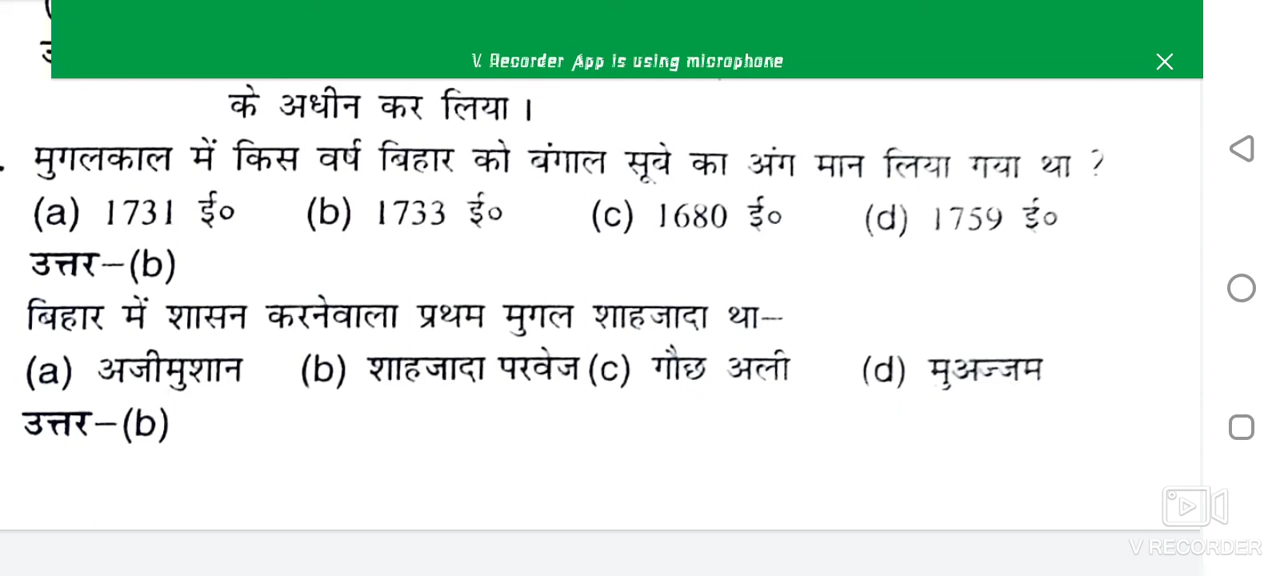 V. Recorder App is using microphone
के अधीन कर लिया।
मुगलकाल में किस वर्ष बिहार को बंगाल सूबे का अंग मान लिया गया था ?
(a) 1731 ई० (b) 1733 ई० (c) 1680 ई० (d) 1759 ई०
उत्तर–(b)
बिहार में शासन करनेवाला प्रथम मुगल शाहजादा था–
(a) अजीमुशान (b) शाहजादा परवेज (c) गौछ अली (d) मुअज्जम
उत्तर–(b)
V RECORDER